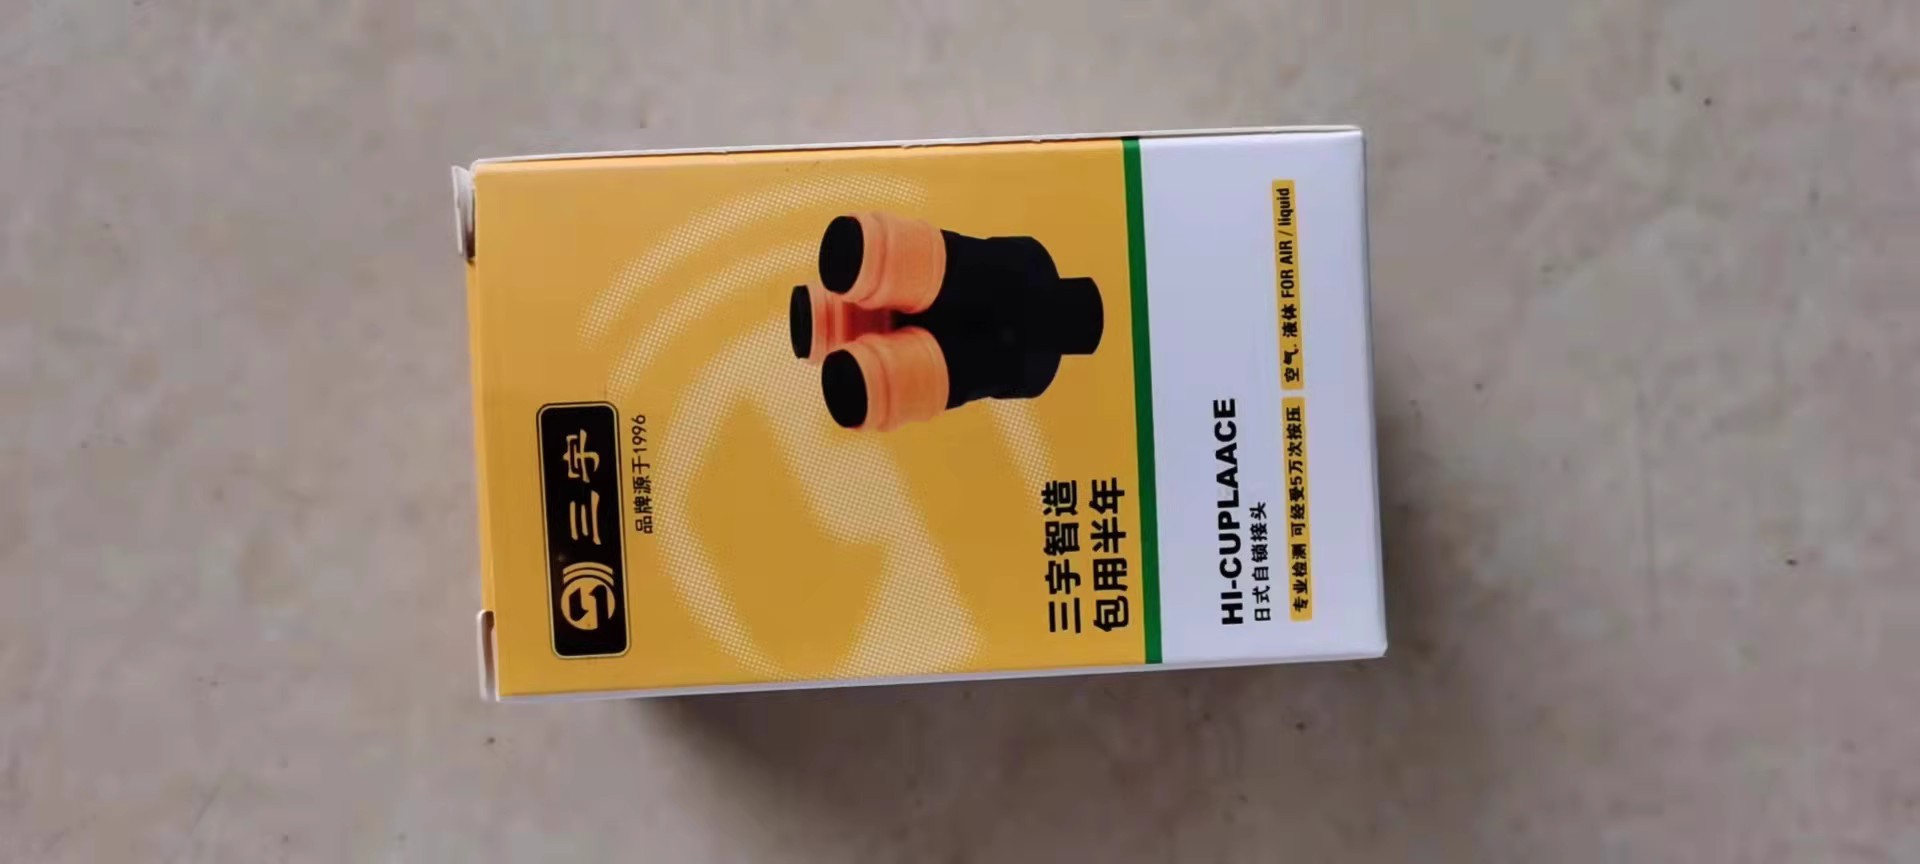 三宇
品牌源于1996
三宇智造
包用半年
HI-CUPLAACE
日式自锁接头
专业检测 可经受5万次按压 空气. 液体 FOR AIR / liquid